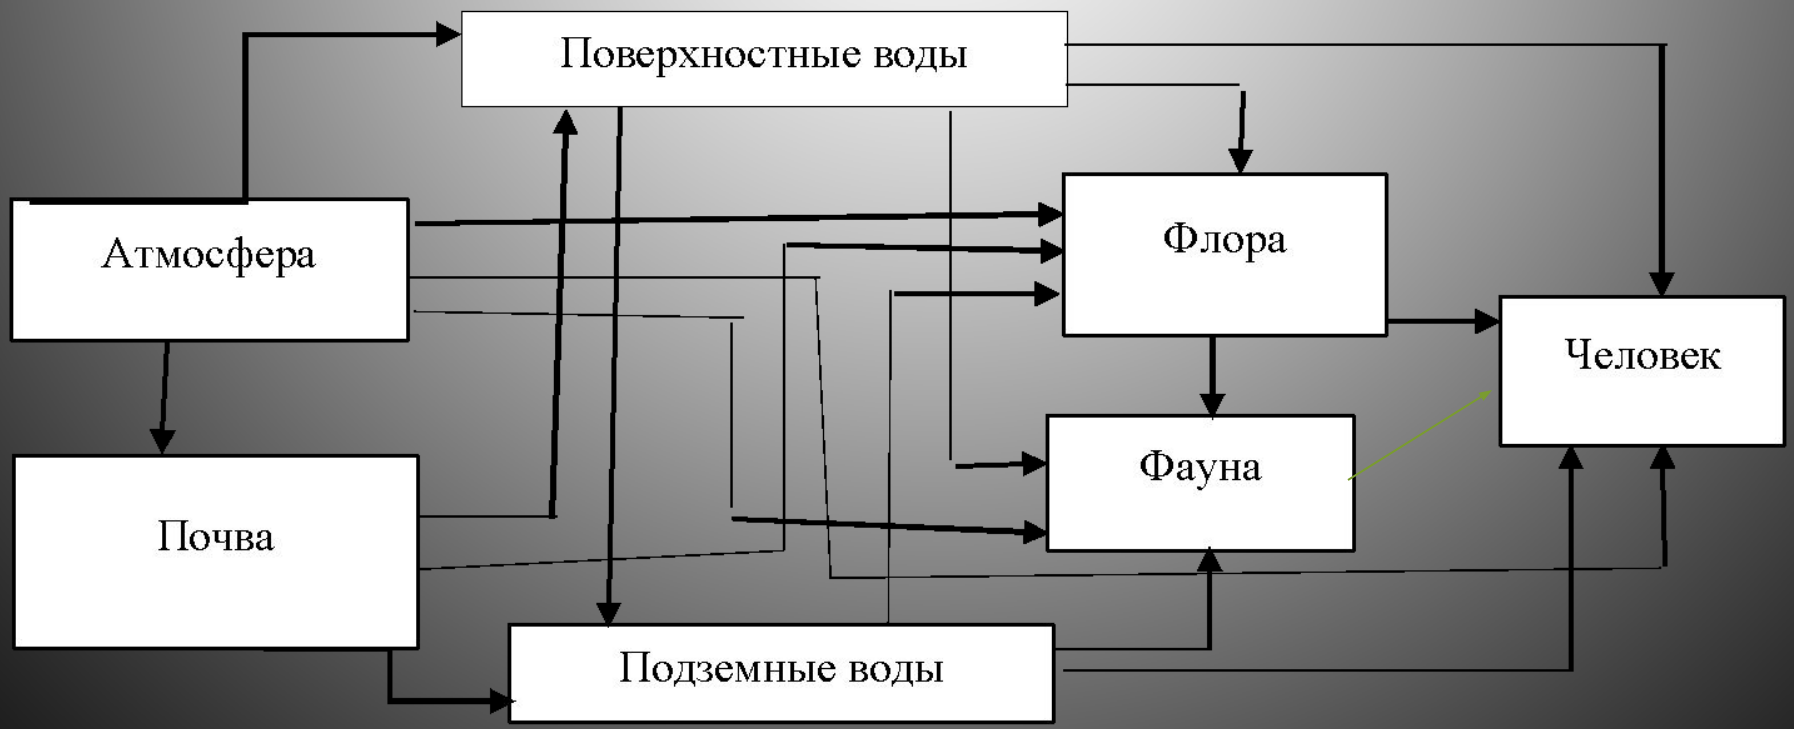 Поверхностные воды
Атмосфера
Флора
Человек
Фауна
Почва
Подземные воды